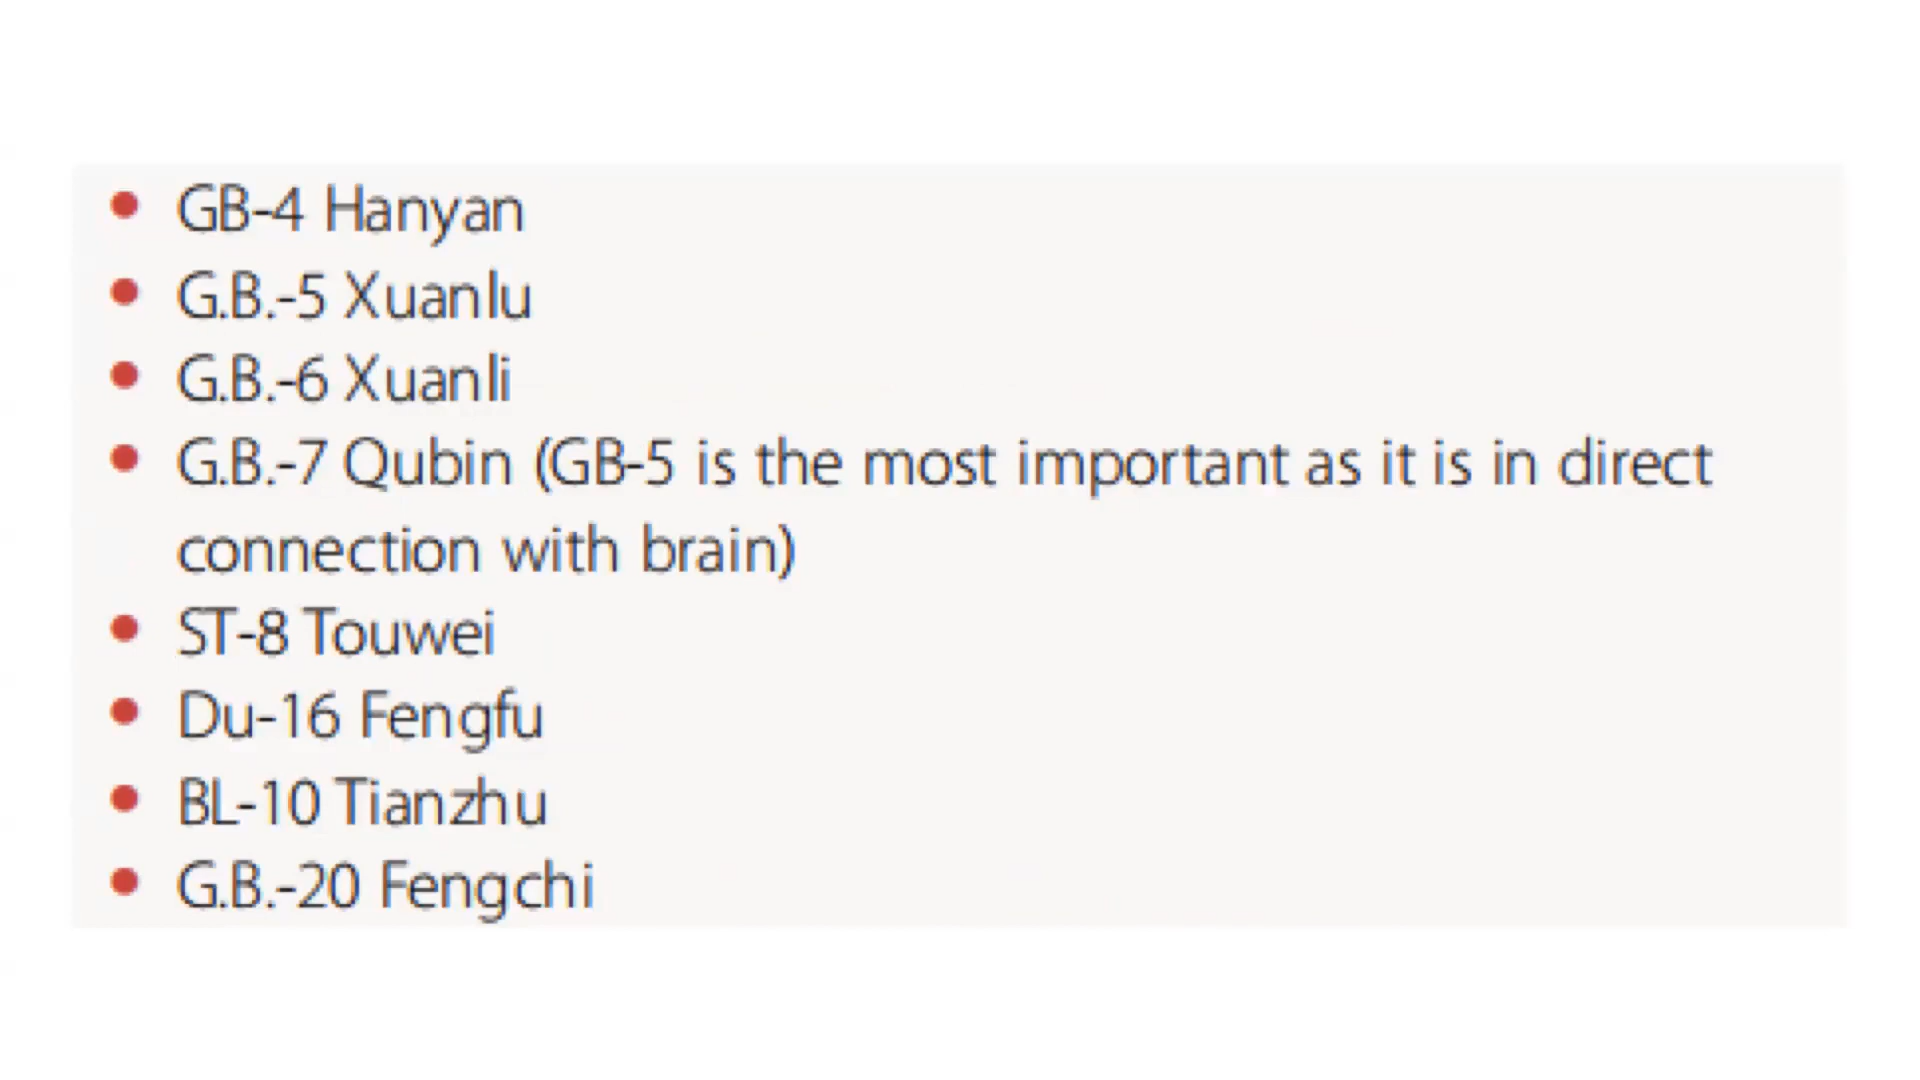 • GB-4 Hanyan
• G.B.-5 Xuanlu
• G.B.-6 Xuanli
• G.B.-7 Qubin (GB-5 is the most important as it is in direct
connection with brain)
• ST-8 Touwei
• Du-16 Fengfu
• BL-10 Tianzhu
• G.B.-20 Fengchi